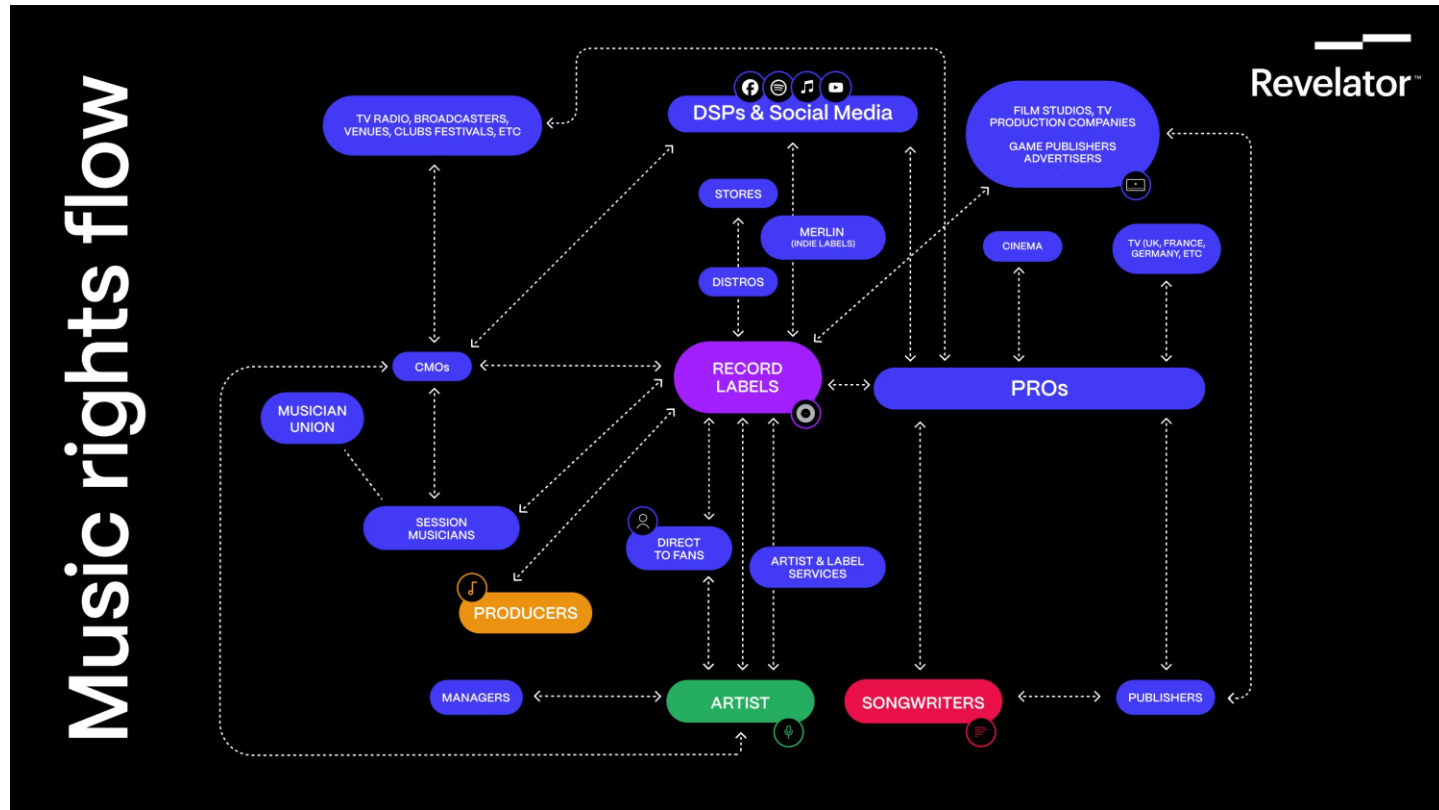 Music rights flow
Revelator™
TV RADIO, BROADCASTERS,
VENUES, CLUBS FESTIVALS, ETC
DSPs & Social Media
FILM STUDIOS, TV
PRODUCTION COMPANIES
GAME PUBLISHERS
ADVERTISERS
STORES
MERLIN
(INDIE LABELS)
CINEMA
TV (UK, FRANCE,
GERMANY, ETC
DISTROS
CMOs
RECORD
LABELS
PROs
MUSICIAN
UNION
SESSION
MUSICIANS
DIRECT
TO FANS
ARTIST & LABEL
SERVICES
PRODUCERS
MANAGERS
ARTIST
SONGWRITERS
PUBLISHERS